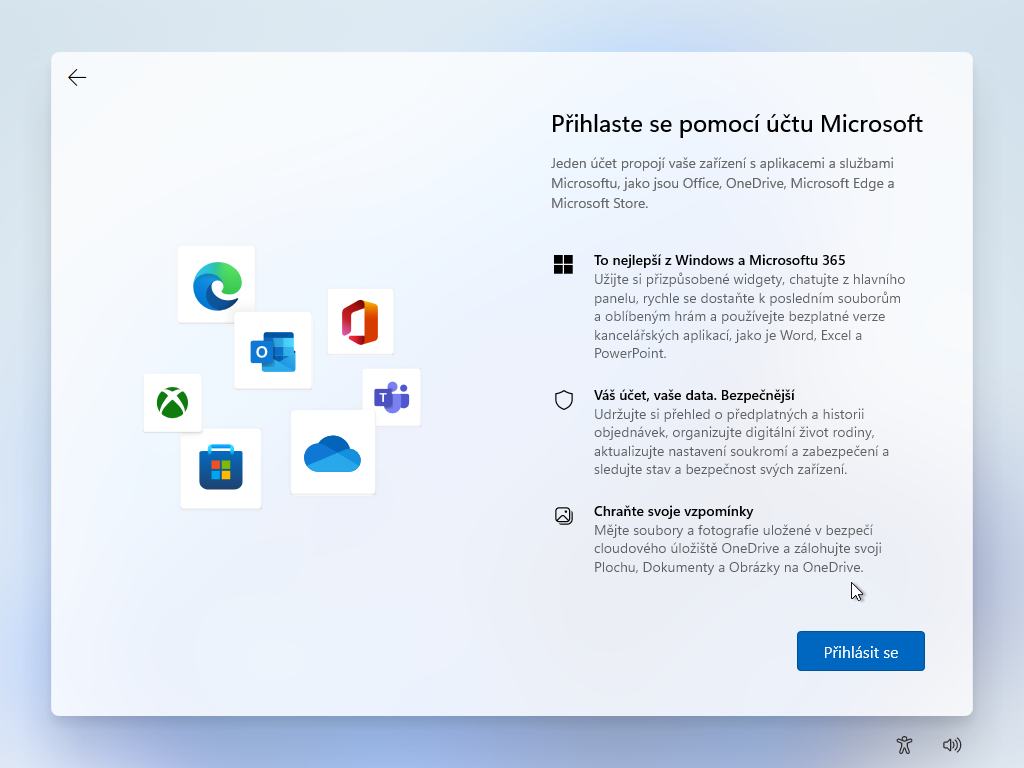 Přihlaste se pomocí účtu Microsoft
Jeden účet propojí vaše zařízení s aplikacemi a službami
Microsoftu, jako jsou Office, OneDrive, Microsoft Edge a
Microsoft Store.
To nejlepší z Windows a Microsoftu 365
Užijte si přizpůsobené widgety, chatujte z hlavního
panelu, rychle se dostaňte k posledním souborům
a oblíbeným hrám a používejte bezplatné verze
kancelářských aplikací, jako je Word, Excel a
PowerPoint.
O
T
Váš účet, vaše data. Bezpečnější
Udržujte si přehled o předplatných a historii
objednávek, organizujte digitální život rodiny,
aktualizujte nastavení soukromí a zabezpečení a
sledujte stav a bezpečnost svých zařízení.
Chraňte svoje vzpomínky
Mějte soubory a fotografie uložené v bezpečí
cloudového úložiště OneDrive a zálohujte svoji
Plochu, Dokumenty a Obrázky na OneDrive.
Přihlásit se